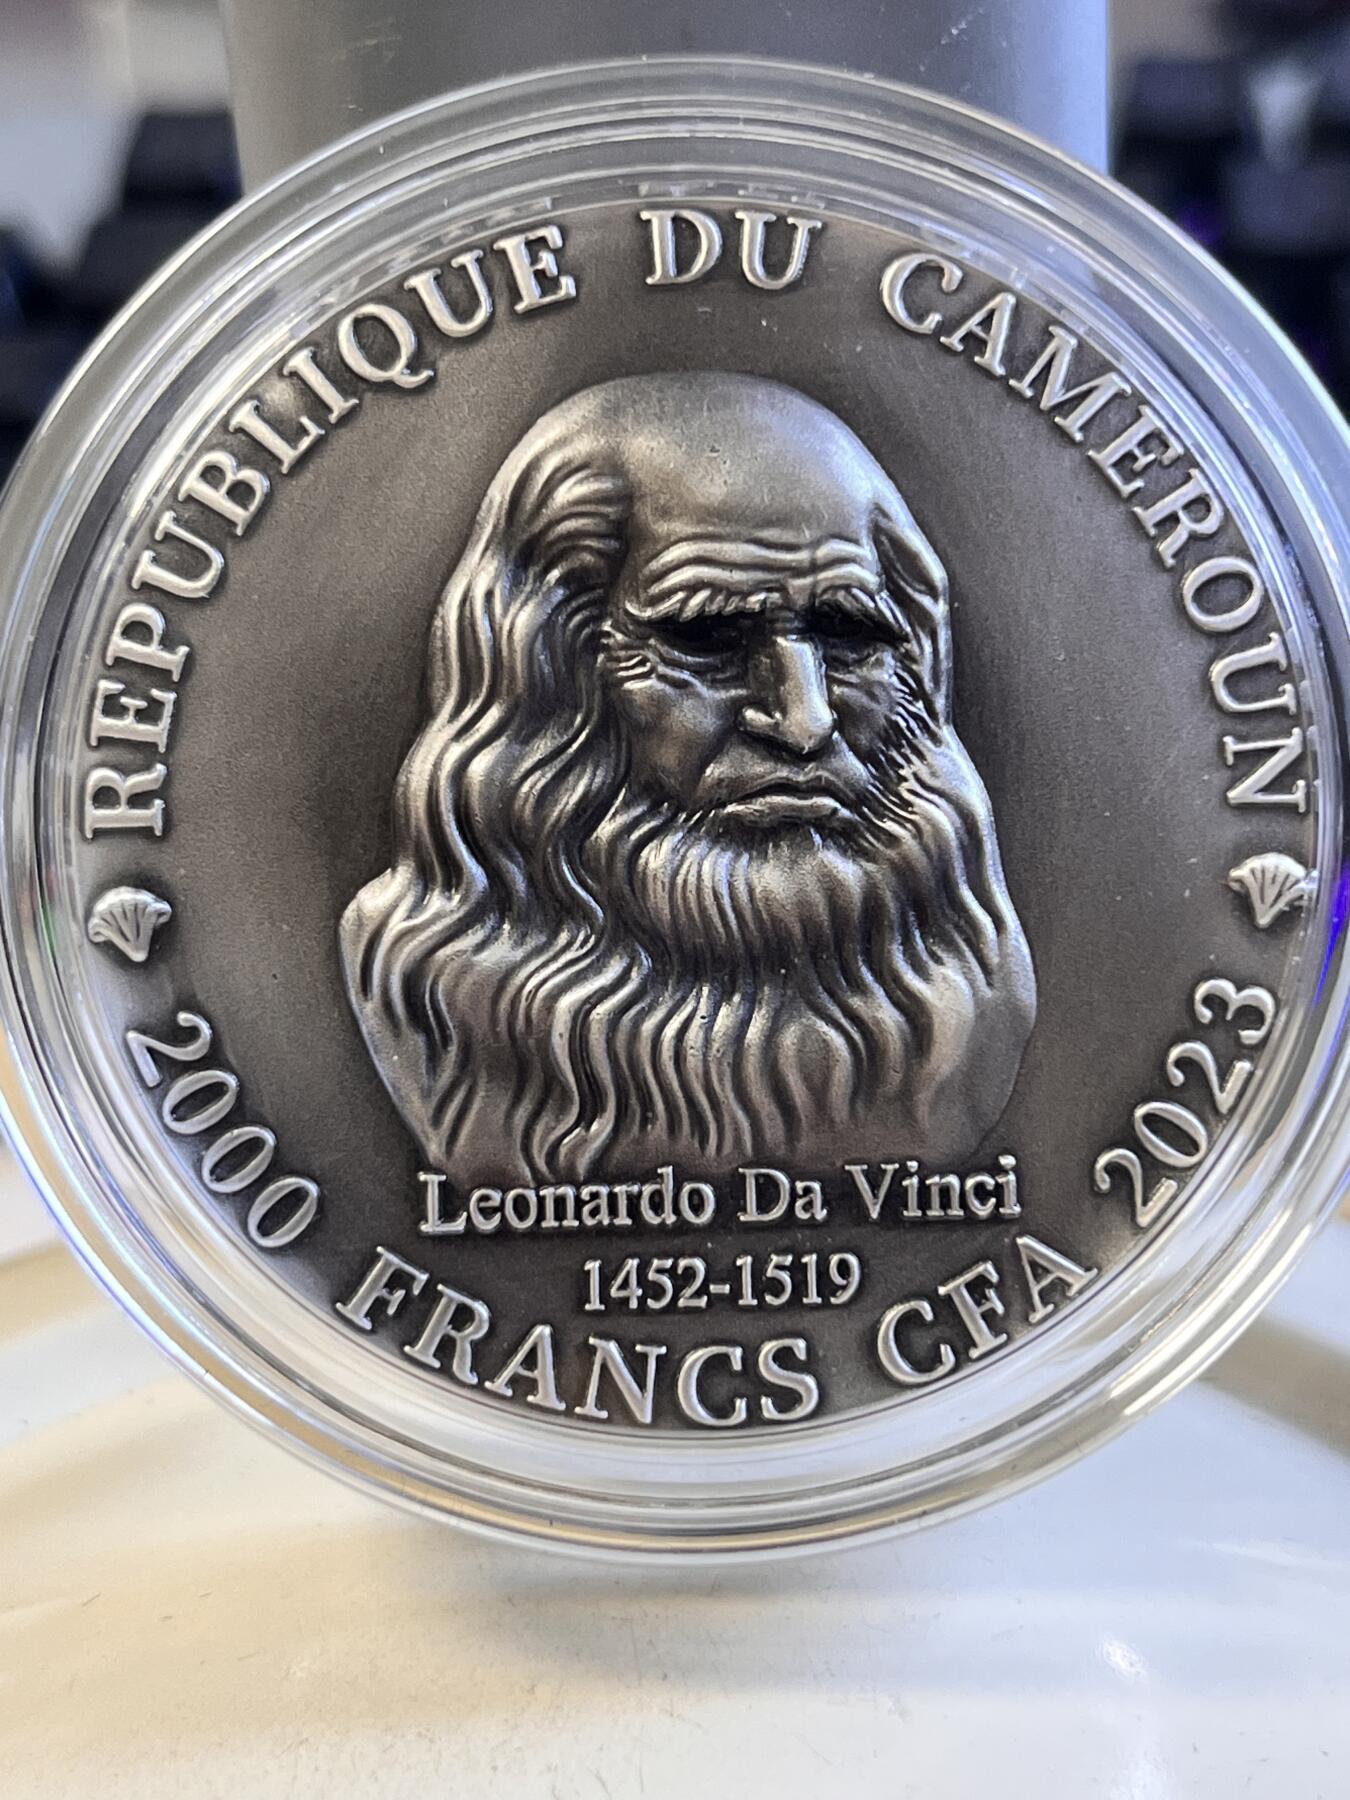 REPUBLIQUE DU CAMEROUN
Leonardo Da Vinci
1452-1519
2000 FRANCS CFA 2023